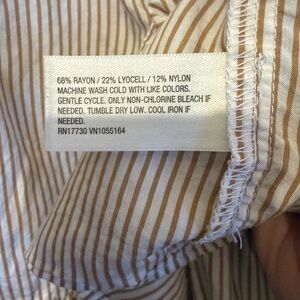 66% RAYON / 22% LYOCELL / 12% NYLON
MACHINE WASH COLD WITH LIKE COLORS.
GENTLE CYCLE. ONLY NON-CHLORINE BLEACH IF
NEEDED. TUMBLE DRY LOW. COOL IRON IF
NEEDED.
RN17730 VN1055164